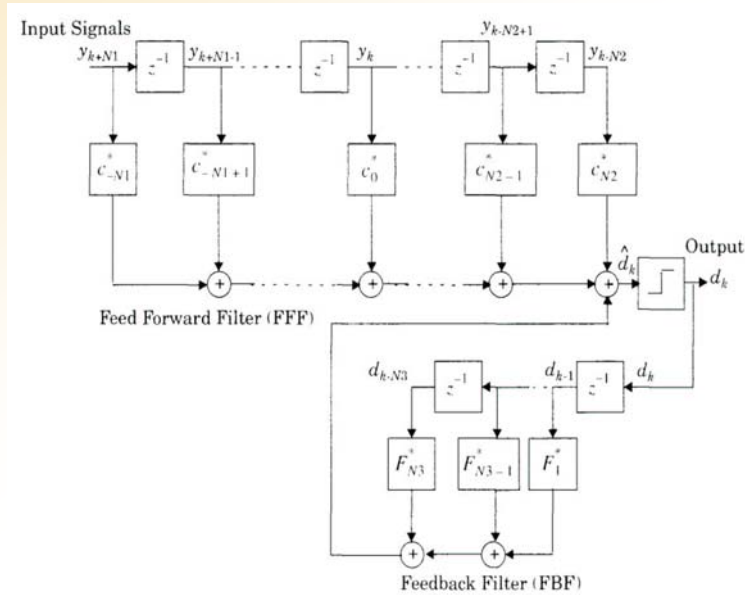 Input Signals
y_{k+N1} z^{-1} y_{k+N1-1} z^{-1} y_k z^{-1} y_{k-N2+1} z^{-1} y_{k-N2}
c^*_{-N1} c^*_{-N1+1} c^*_0 c^*_{N2-1} c^*_{N2}
+ + + + \hat{d}_k Output d_k
Feed Forward Filter (FFF)
d_{k-N3} z^{-1} d_{k-1} z^{-1} d_k
F^*_{N3} F^*_{N3-1} F^*_1
+ +
Feedback Filter (FBF)